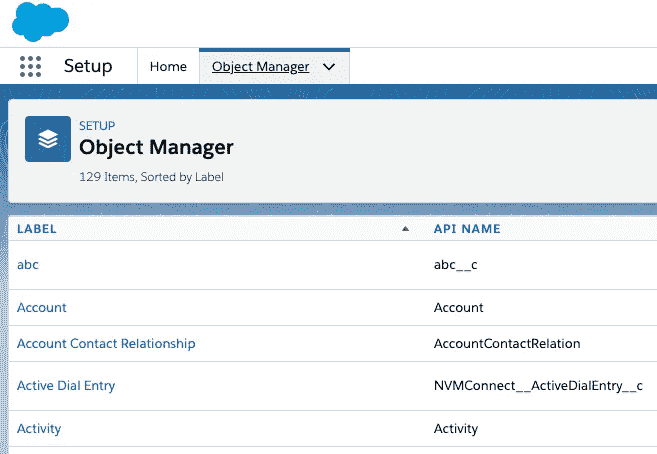 Setup Home Object Manager
SETUP
Object Manager
129 Items, Sorted by Label
LABEL API NAME
abc abc__c
Account Account
Account Contact Relationship AccountContactRelation
Active Dial Entry NVMConnect__ActiveDialEntry__c
Activity Activity